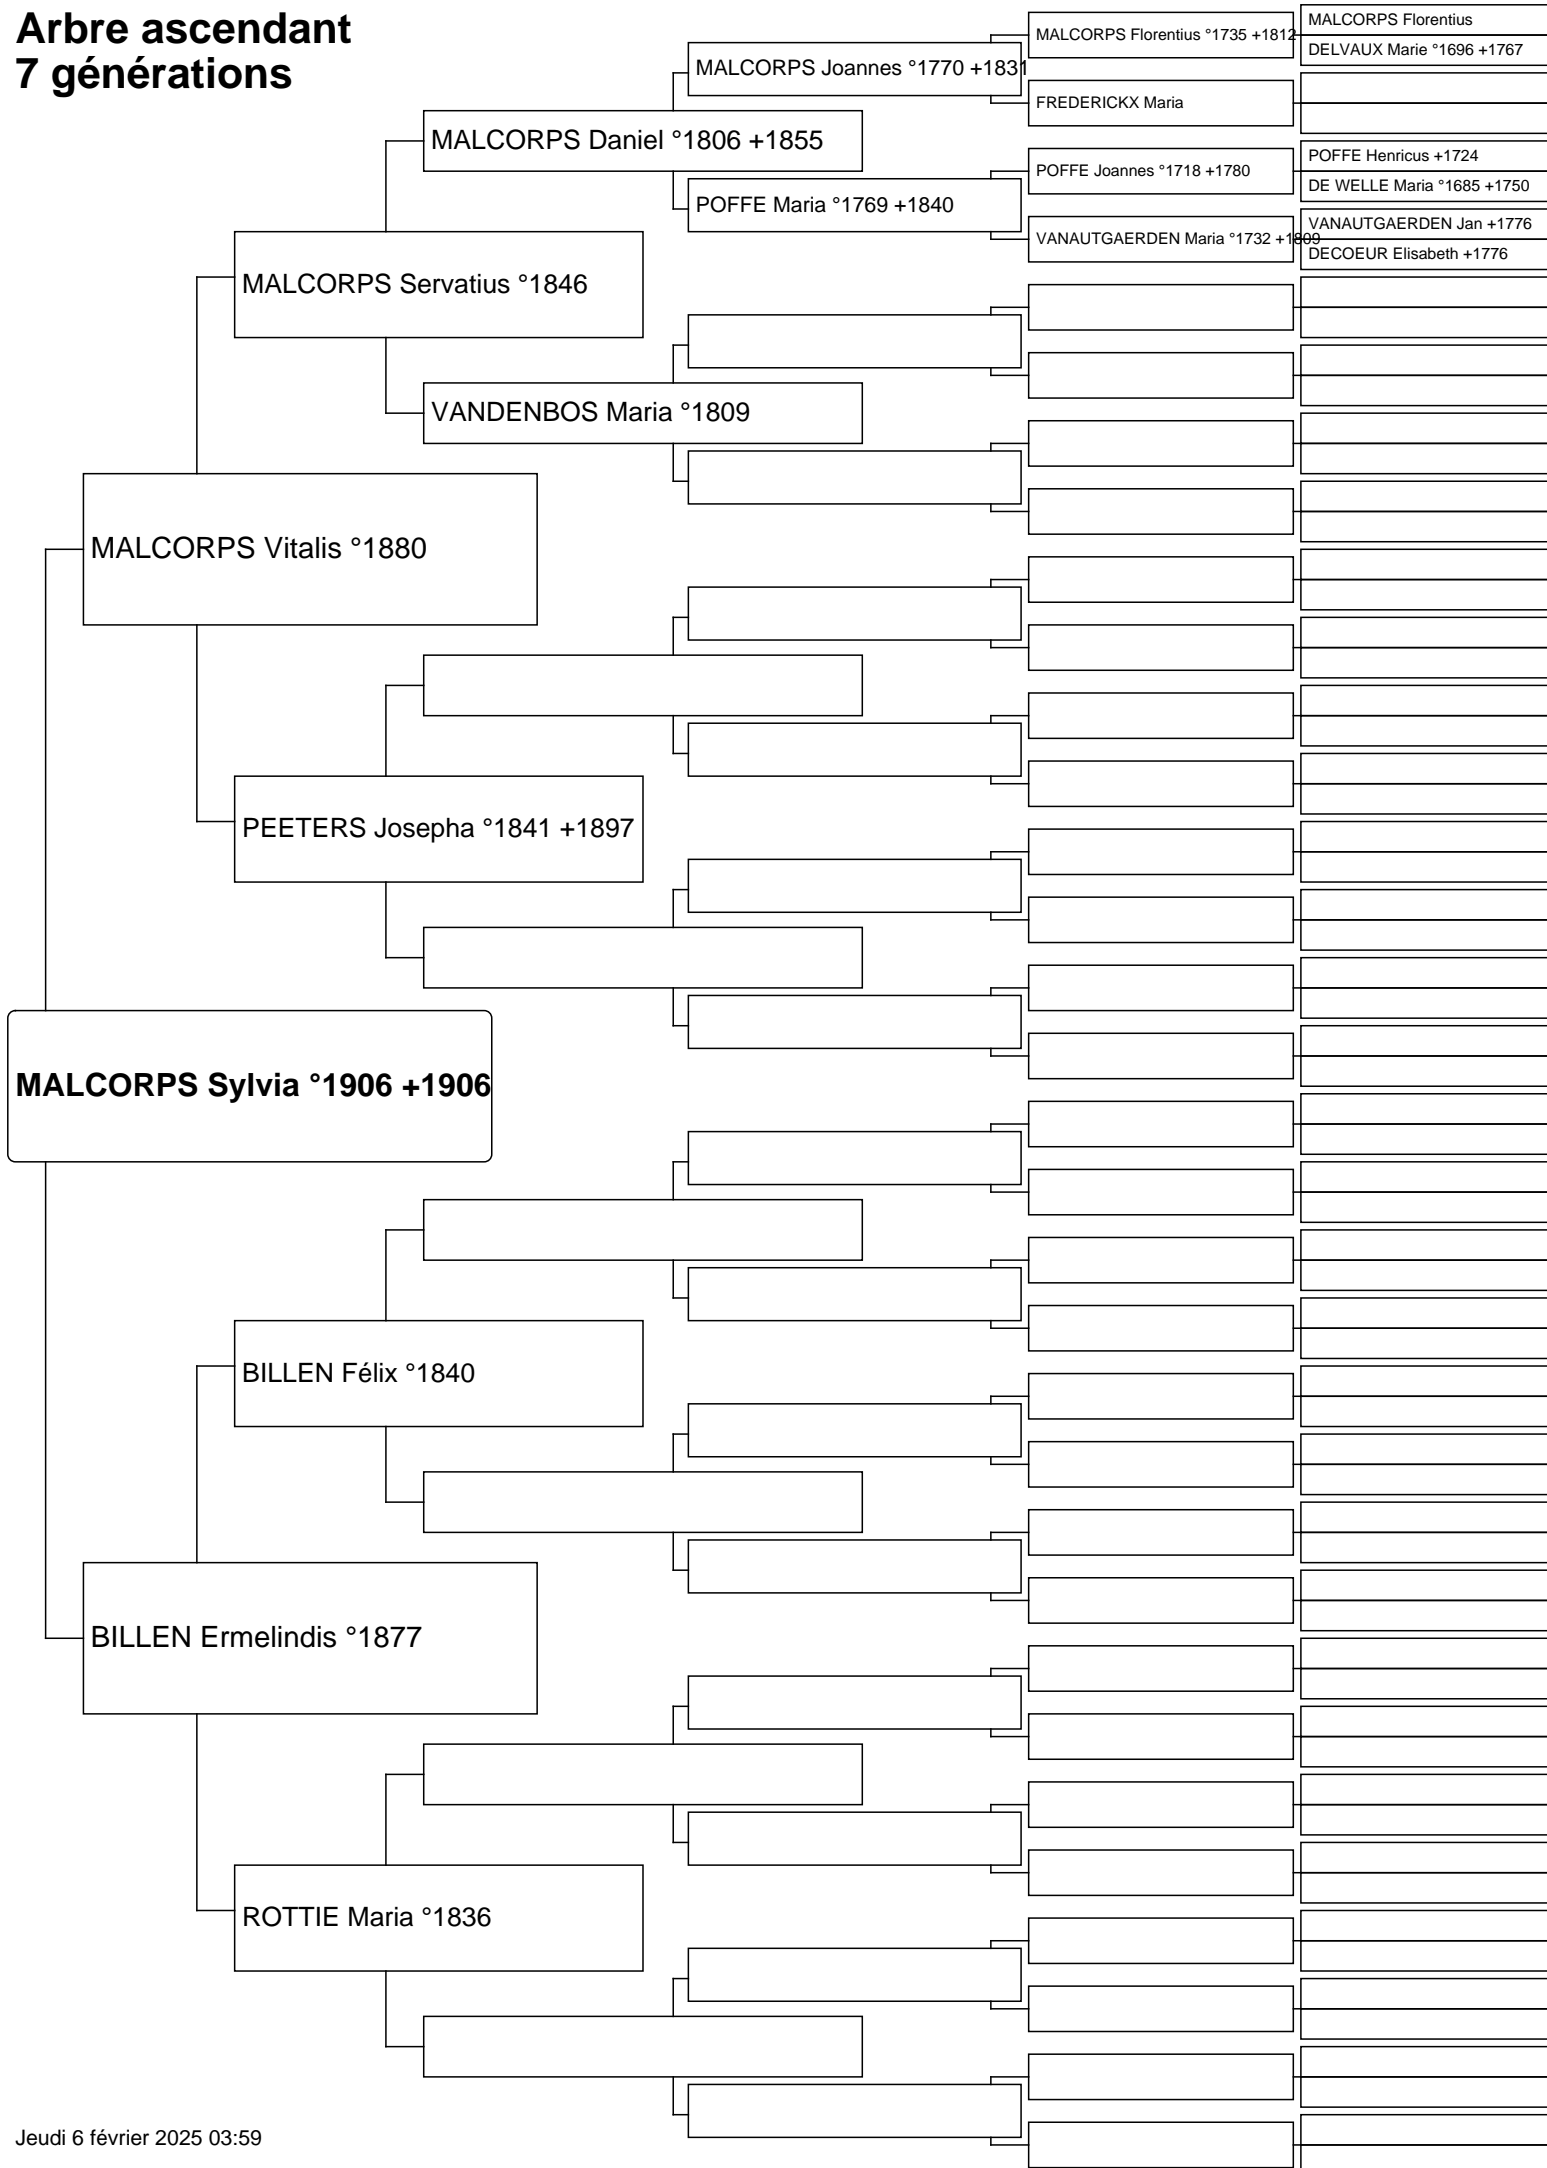 Arbre ascendant
7 générations
MALCORPS Florentius °1735 +1812
MALCORPS Florentius
DELVAUX Marie °1696 +1767
MALCORPS Joannes °1770 +1831
FREDERICKX Maria
MALCORPS Daniel °1806 +1855
POFFE Henricus +1724
POFFE Joannes °1718 +1780
DE WELLE Maria °1685 +1750
POFFE Maria °1769 +1840
VANAUTGAERDEN Jan +1776
VANAUTGAERDEN Maria °1732 +1809
DECOEUR Elisabeth +1776
MALCORPS Servatius °1846
VANDENBOS Maria °1809
MALCORPS Vitalis °1880
PEETERS Josepha °1841 +1897
MALCORPS Sylvia °1906 +1906
BILLEN Félix °1840
BILLEN Ermelindis °1877
ROTTIE Maria °1836
Jeudi 6 février 2025 03:59